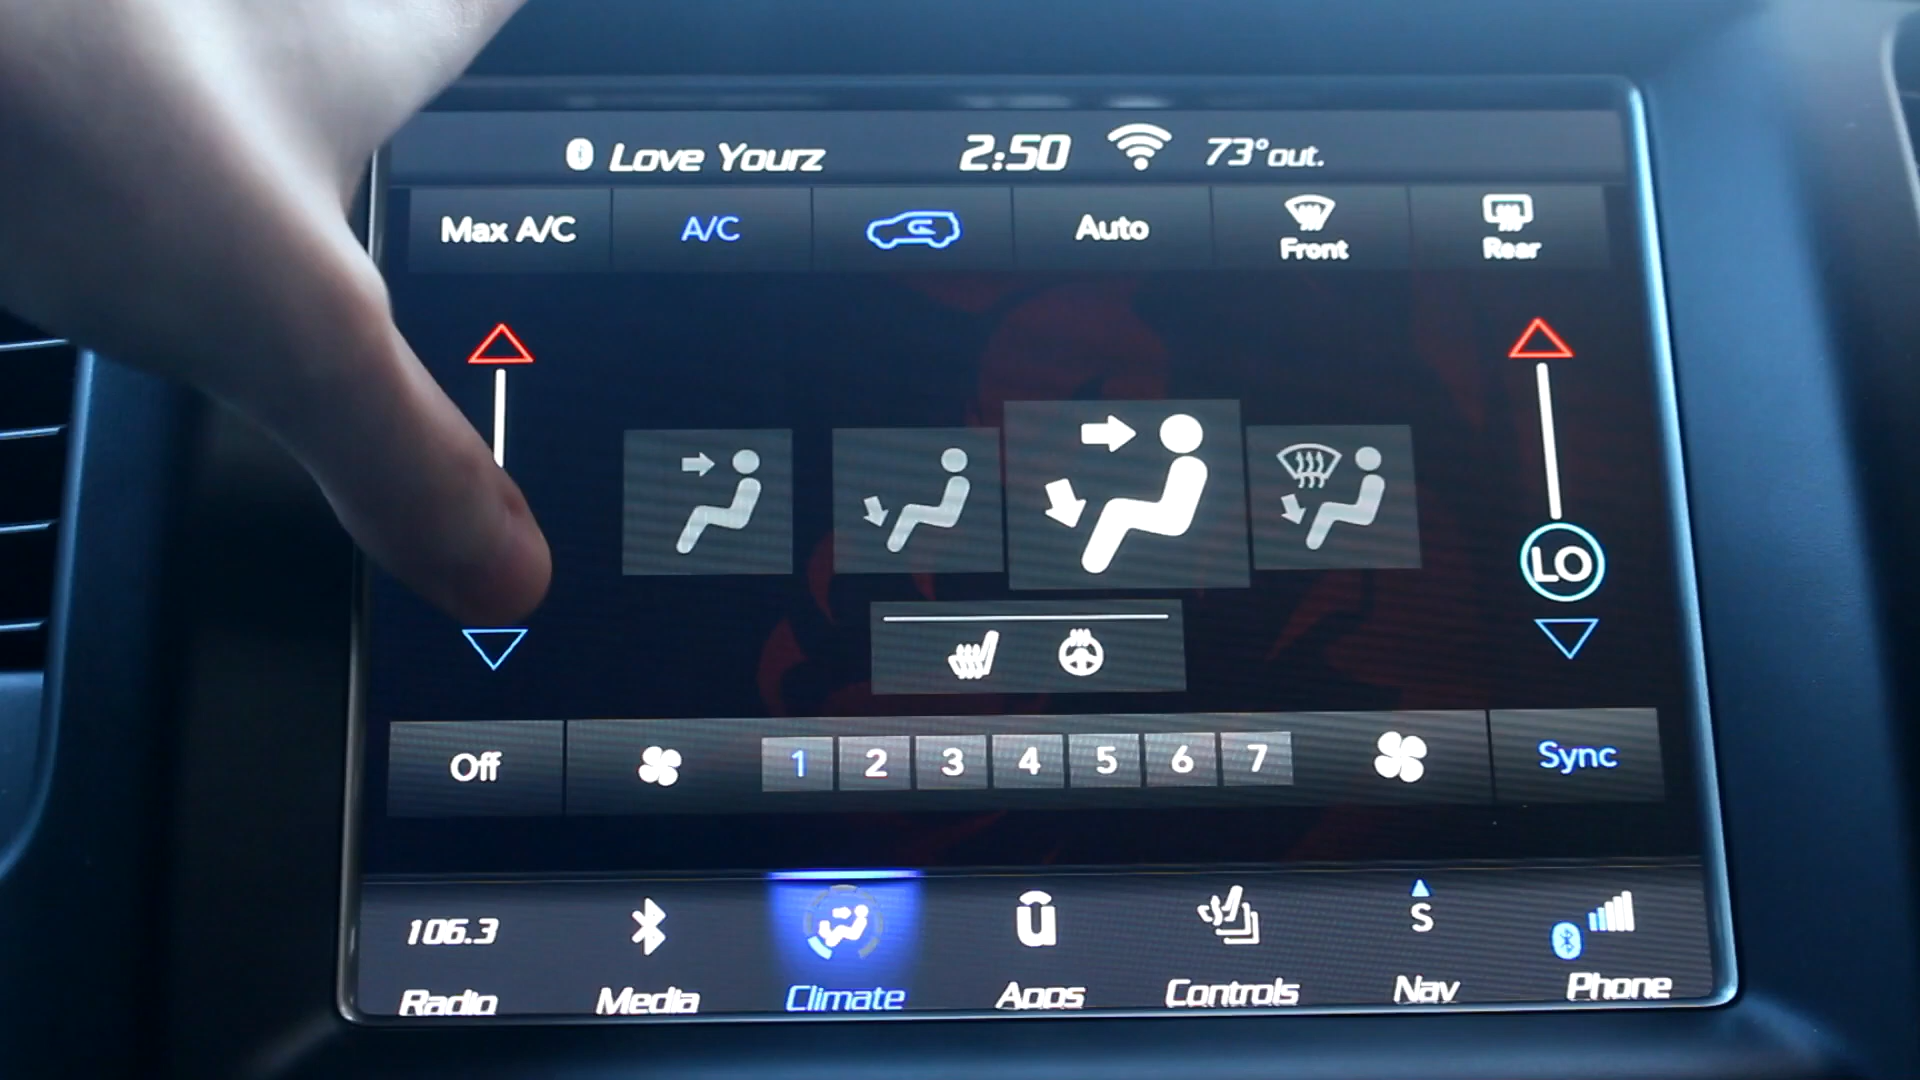 Love Yourz 2:50 73°out.
Max A/C A/C Auto Front Rear
LO
Off 1 2 3 4 5 6 7 Sync
106.3 S
Radio Media Climate Apps Controls Nav Phone